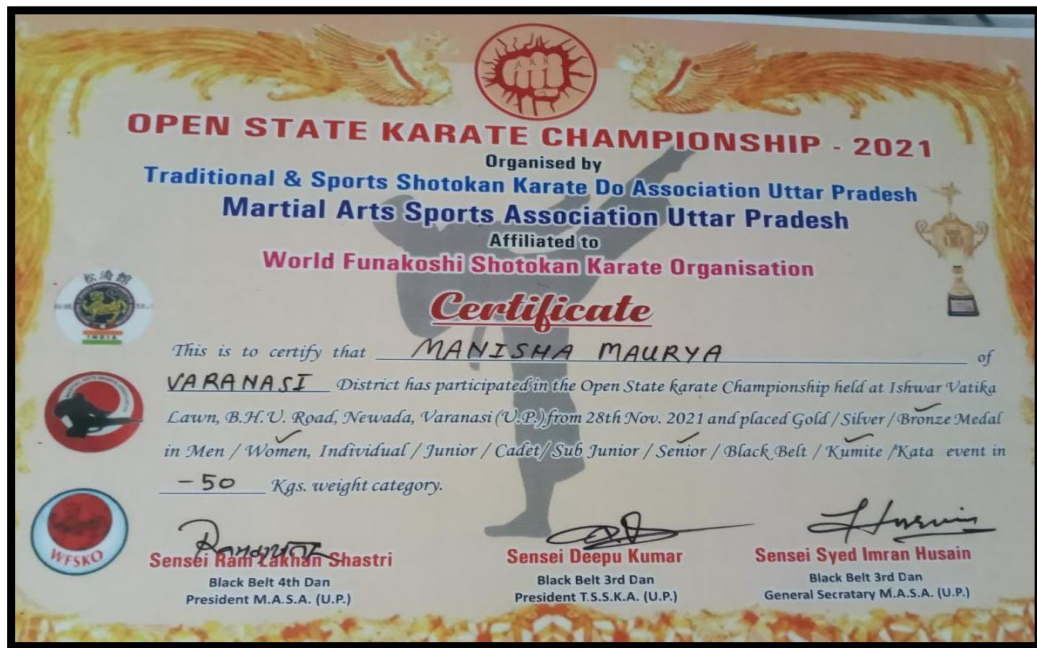 OPEN STATE KARATE CHAMPIONSHIP - 2021
Organised by
Traditional & Sports Shotokan Karate Do Association Uttar Pradesh
Martial Arts Sports Association Uttar Pradesh
Affiliated to
World Funakoshi Shotokan Karate Organisation
Certificate
松濤館
INDIA
This is to certify that MANISHA MAURYA of
VARANASI District has participated in the Open State karate Championship held at Ishwar Vatika
Lawn, B.H.U. Road, Newada, Varanasi (U.P.) from 28th Nov. 2021 and placed Gold / Silver / Bronze Medal
in Men / Women, Individual / Junior / Cadet/ Sub Junior / Senior / Black Belt / Kumite /Kata event in
-50 Kgs. weight category.
WFSKO
Sensei Ram Lakhan Shastri
Black Belt 4th Dan
President M.A.S.A. (U.P.)
Sensei Deepu Kumar
Black Belt 3rd Dan
President T.S.S.K.A. (U.P.)
Sensei Syed Imran Husain
Black Belt 3rd Dan
General Secratary M.A.S.A. (U.P.)